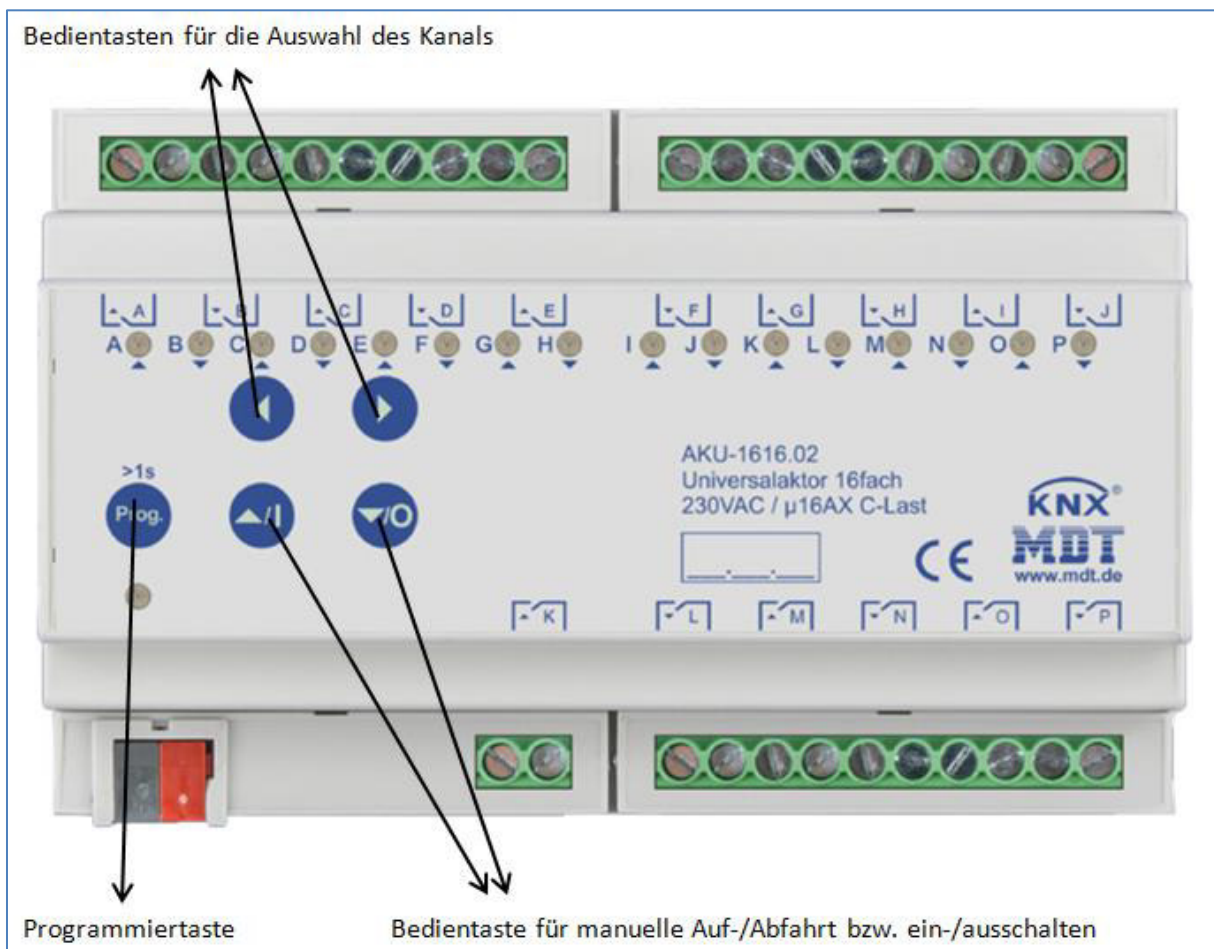 Bedientasten für die Auswahl des Kanals
A B C D E F G H I J
A B C D E F G H I J K L M N O P
>1s
Prog. /I /O
AKU-1616.02
Universalaktor 16fach
230VAC / µ16AX C-Last
KNX®
CE MDT
www.mdt.de
K L M N O P
Programmiertaste
Bedientaste für manuelle Auf-/Abfahrt bzw. ein-/ausschalten